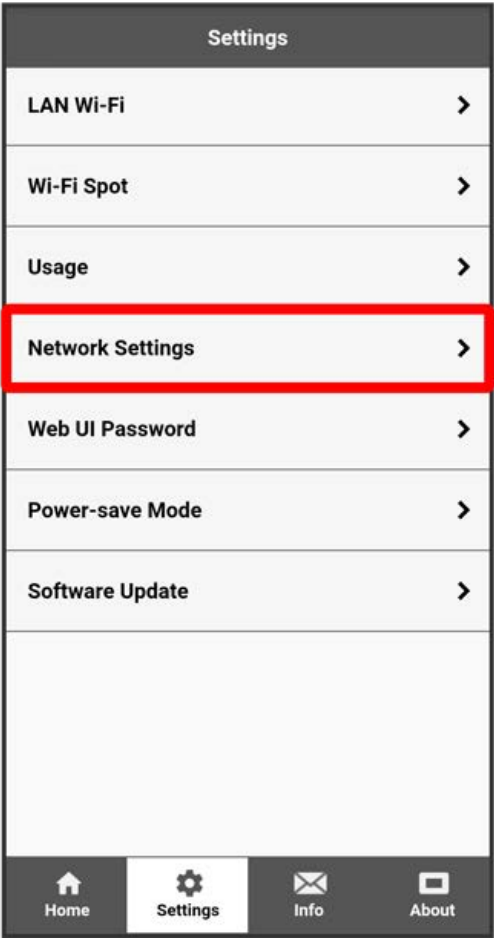 Settings
LAN Wi-Fi
Wi-Fi Spot
Usage
Network Settings
Web UI Password
Power-save Mode
Software Update
Home Settings Info About